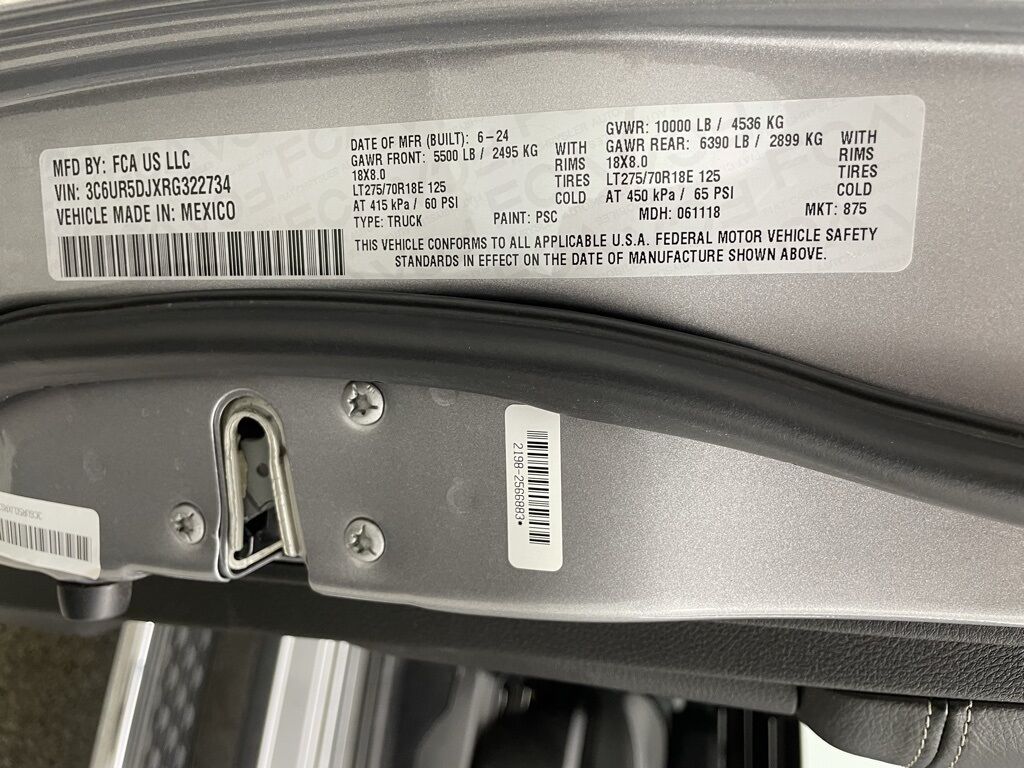 MFD BY: FCA US LLC
VIN: 3C6UR5DJXRG322734
VEHICLE MADE IN: MEXICO
DATE OF MFR (BUILT): 6-24
GAWR FRONT: 5500 LB / 2495 KG WITH
18X8.0 RIMS
LT275/70R18E 125 TIRES
AT 415 kPa / 60 PSI COLD
TYPE: TRUCK PAINT: PSC
GVWR: 10000 LB / 4536 KG
GAWR REAR: 6390 LB / 2899 KG WITH
18X8.0 RIMS
LT275/70R18E 125 TIRES
AT 450 kPa / 65 PSI COLD
MDH: 061118 MKT: 875
THIS VEHICLE CONFORMS TO ALL APPLICABLE U.S.A. FEDERAL MOTOR VEHICLE SAFETY
STANDARDS IN EFFECT ON THE DATE OF MANUFACTURE SHOWN ABOVE.
2198-2566883*